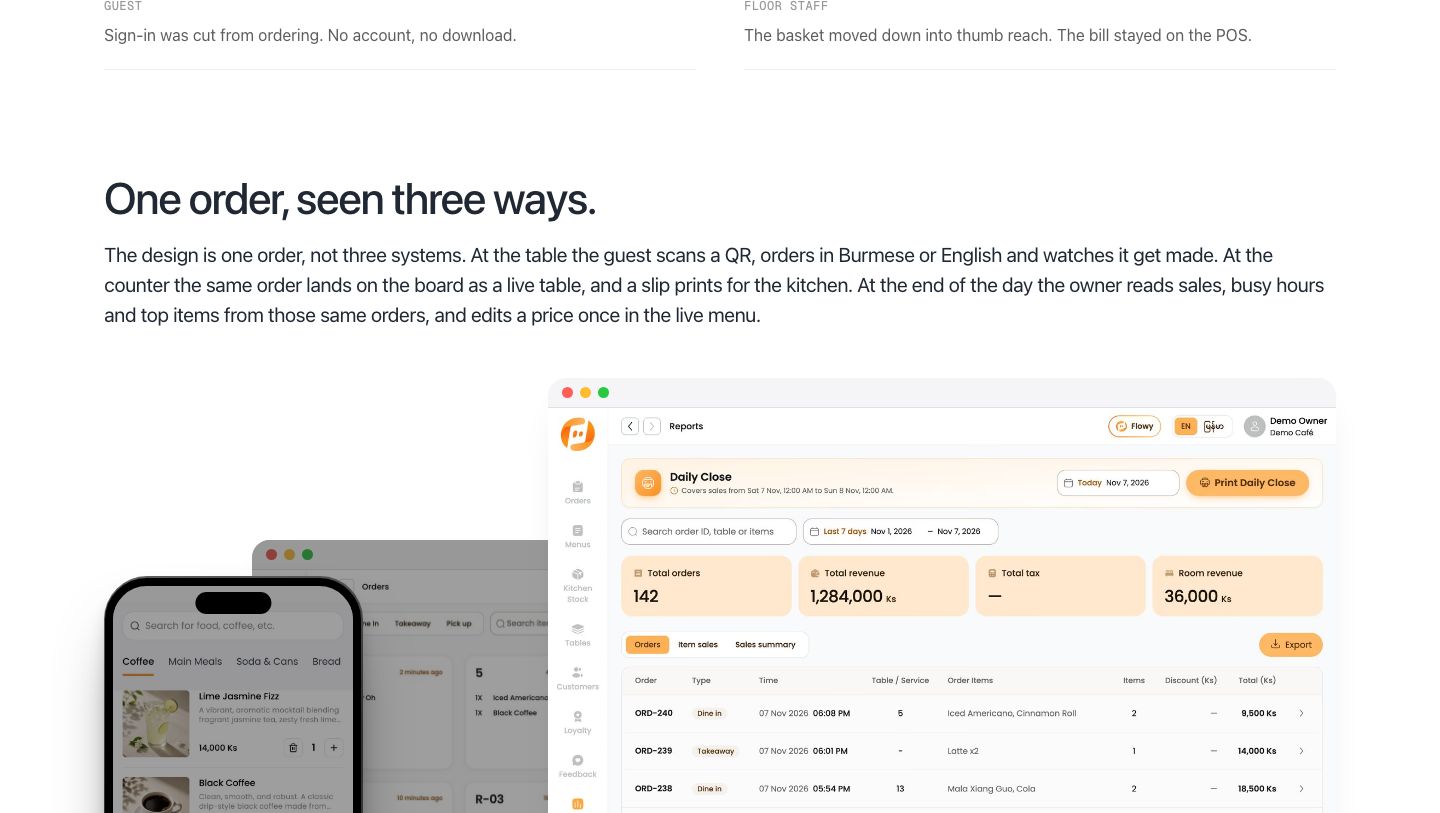 GUEST
Sign-in was cut from ordering. No account, no download.
FLOOR STAFF
The basket moved down into thumb reach. The bill stayed on the POS.
One order, seen three ways.
The design is one order, not three systems. At the table the guest scans a QR, orders in Burmese or English and watches it get made. At the
counter the same order lands on the board as a live table, and a slip prints for the kitchen. At the end of the day the owner reads sales, busy hours
and top items from those same orders, and edits a price once in the live menu.
Reports
Flowy
EN
မြန်မာ
Demo Owner
Demo Café
Orders
Menus
Kitchen
Stock
Tables
Customers
Loyalty
Feedback
Daily Close
Covers sales from Sat 7 Nov, 12:00 AM to Sun 8 Nov, 12:00 AM.
Today Nov 7, 2026
Print Daily Close
Search order ID, table or items
Last 7 days Nov 1, 2026 – Nov 7, 2026
Total orders
142
Total revenue
1,284,000 Ks
Total tax
—
Room revenue
36,000 Ks
Orders Item sales Sales summary
Export
Order Type Time Table / Service Order Items Items Discount (Ks) Total (Ks)
ORD-240 Dine in 07 Nov 2026 06:08 PM 5 Iced Americano, Cinnamon Roll 2 — 9,500 Ks
ORD-239 Takeaway 07 Nov 2026 06:01 PM - Latte x2 1 — 14,000 Ks
ORD-238 Dine in 07 Nov 2026 05:54 PM 13 Mala Xiang Guo, Cola 2 — 18,500 Ks
Orders
Takeaway Pick up
2 minutes ago
Oh
5
1X Iced Americano
1X Black Coffee
10 minutes ago
R-03
Search for food, coffee, etc.
Coffee Main Meals Soda & Cans Bread
Lime Jasmine Fizz
A vibrant, aromatic mocktail blending
fragrant jasmine tea, zesty fresh lime...
14,000 Ks 1 +
Black Coffee
Clean, smooth, and robust. A classic
drip-style black coffee made from...